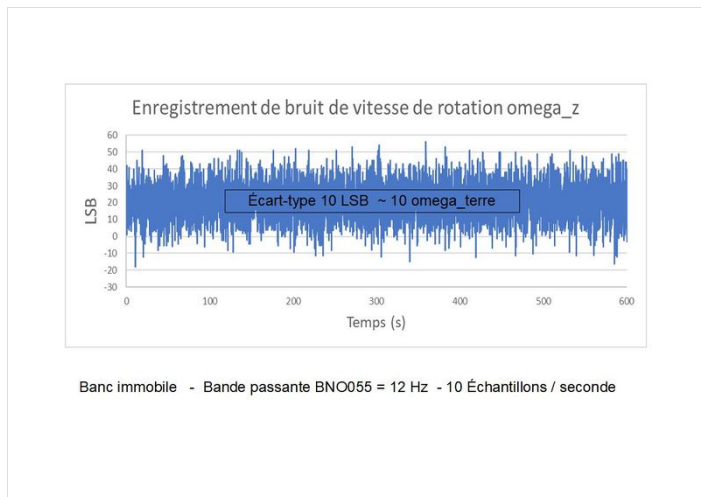 Enregistrement de bruit de vitesse de rotation omega_z
60
50
40
30
20
10
0
-10
-20
-30
LSB
Écart-type 10 LSB ~ 10 omega_terre
0 100 200 300 400 500 600
Temps (s)
Banc immobile - Bande passante BNO055 = 12 Hz - 10 Échantillons / seconde